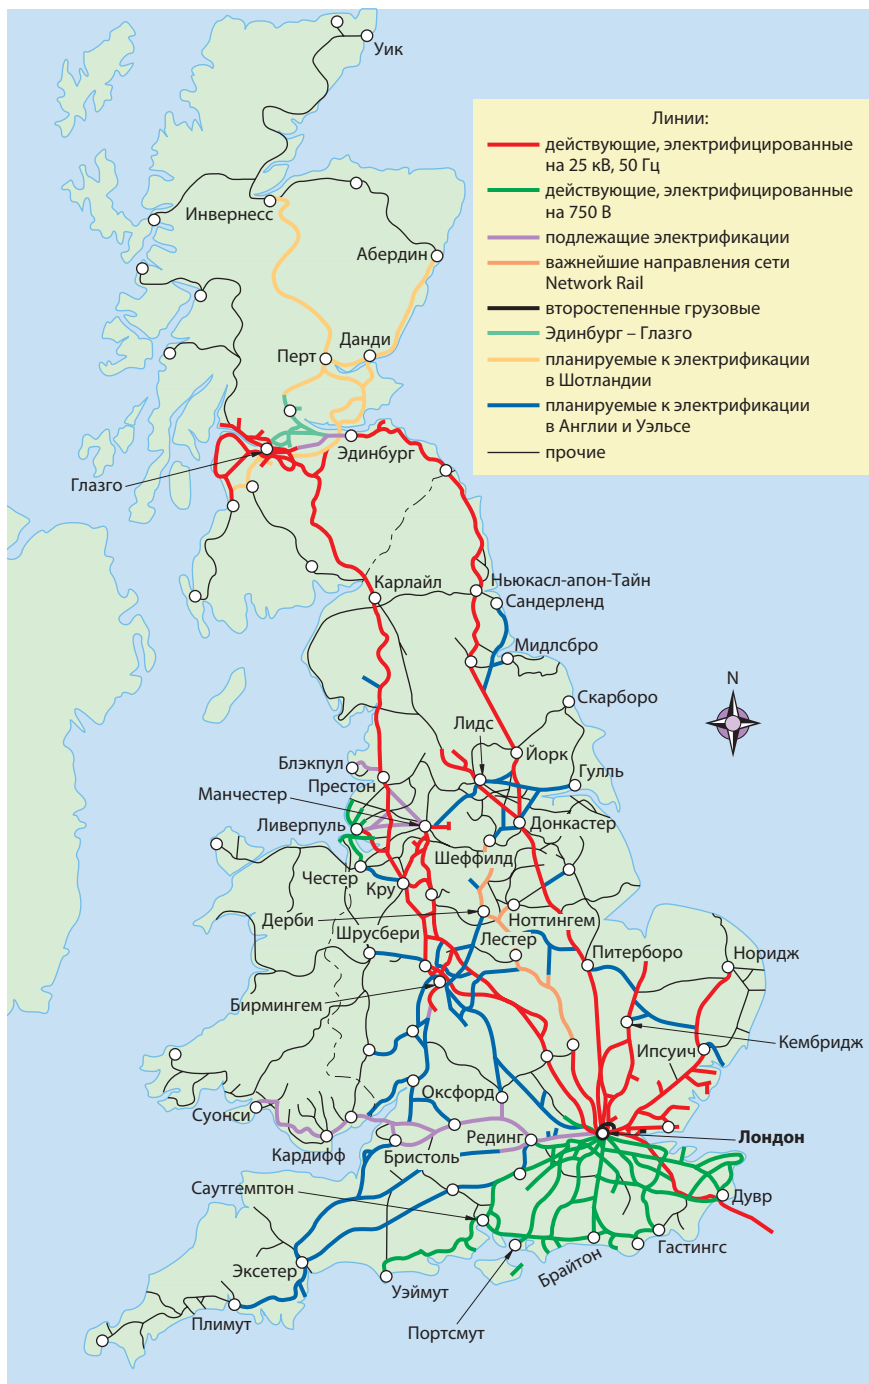 Уик
Линии:
действующие, электрифицированные
на 25 кВ, 50 Гц
действующие, электрифицированные
на 750 В
подлежащие электрификации
важнейшие направления сети
Network Rail
второстепенные грузовые
Эдинбург – Глазго
планируемые к электрификации
в Шотландии
планируемые к электрификации
в Англии и Уэльсе
прочие
Инвернесс
Абердин
Данди
Перт
Эдинбург
Глазго
Карлайл
Ньюкасл-апон-Тайн
Сандерленд
Мидлсбро
N
Скарборо
Лидс
Йорк
Блэкпул
Гулль
Престон
Манчестер
Ливерпуль
Донкастер
Шеффилд
Честер
Кру
Дерби
Ноттингем
Шрусбери
Лестер
Питерборо
Норидж
Бирмингем
Кембридж
Ипсуич
Оксфорд
Суонси
Рединг
Лондон
Кардифф
Бристоль
Саутгемптон
Дувр
Гастингс
Брайтон
Эксетер
Уэймут
Плимут
Портсмут